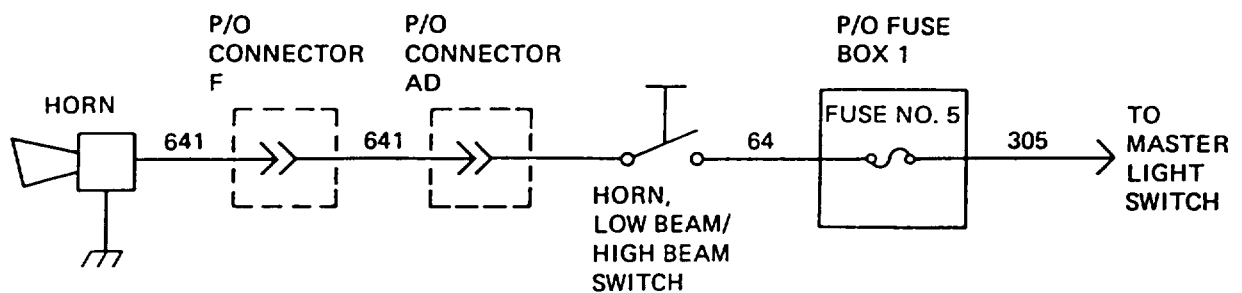 P/O
CONNECTOR
F
P/O
CONNECTOR
AD
P/O FUSE
BOX 1
HORN
641
641
64
FUSE NO. 5
305
TO
MASTER
LIGHT
SWITCH
HORN,
LOW BEAM/
HIGH BEAM
SWITCH